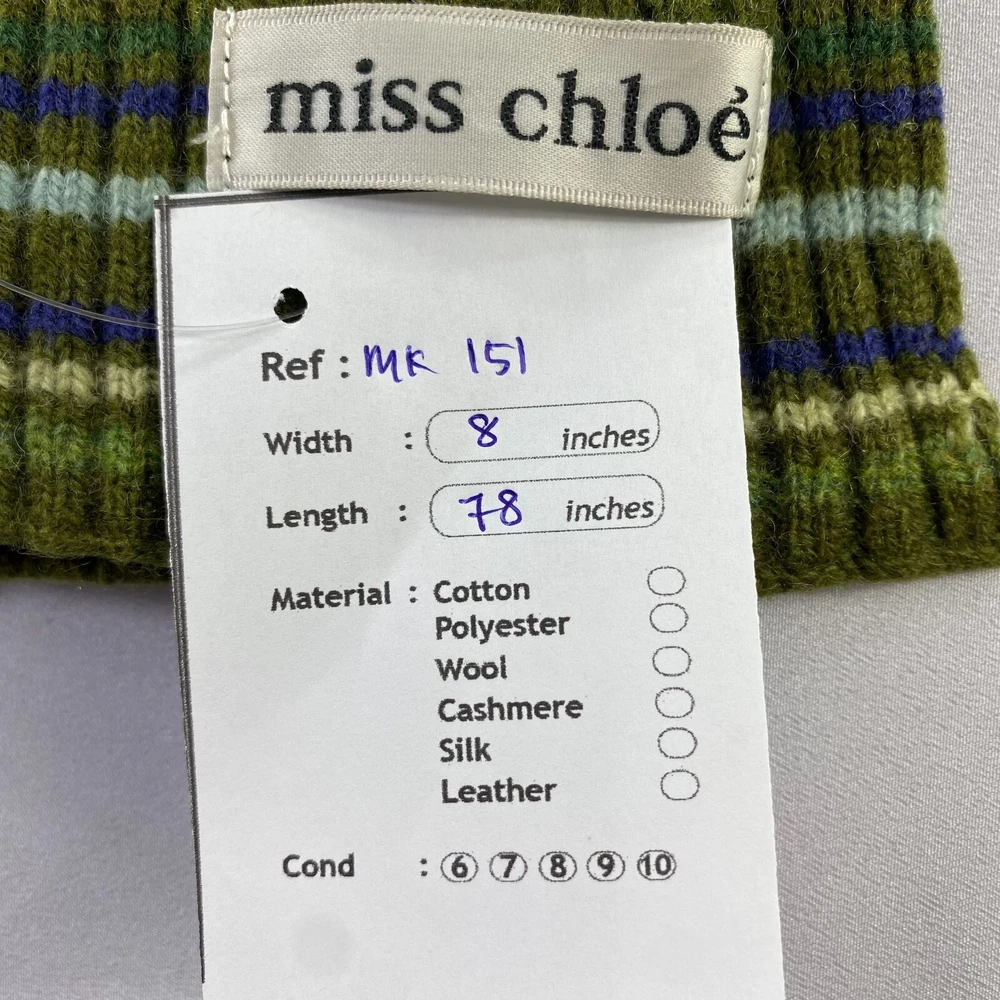 miss chloé
Ref : MK 151
Width : 8 inches
Length : 78 inches
Material : Cotton
Polyester
Wool
Cashmere
Silk
Leather
Cond : 6 7 8 9 10